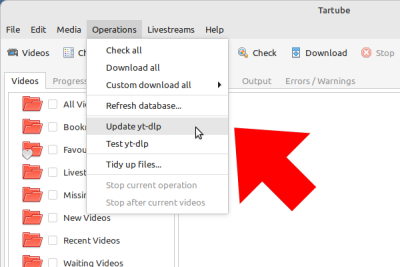 Tartube
File Edit Media Operations Livestreams Help
Videos Ch Check Download Stop
Check all
Download all
Custom download all
Refresh database...
Update yt-dlp
Test yt-dlp
Tidy up files...
Stop current operation
Stop after current videos
Videos Progres Output Errors / Warnings
All Vi
Bookm
Favou
Livest
Missin
New Videos
Recent Videos
Waiting Videos